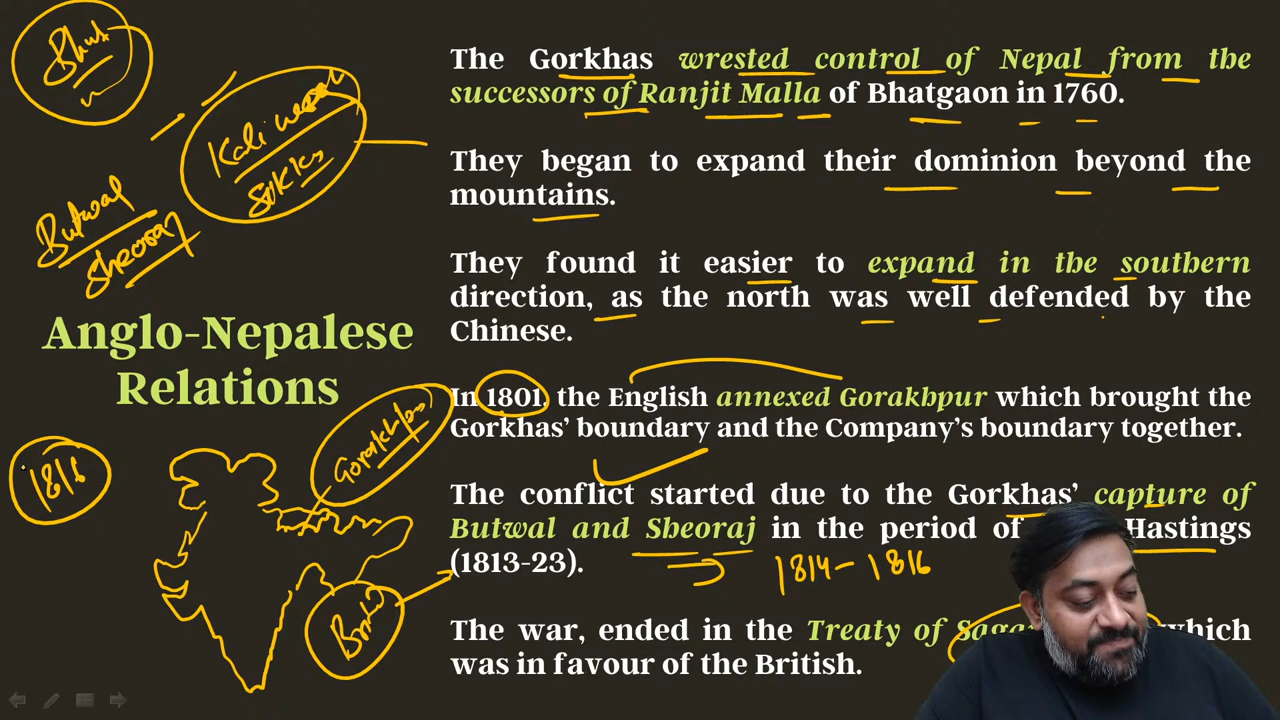 Anglo-Nepalese
Relations
The Gorkhas wrested control of Nepal from the
successors of Ranjit Malla of Bhatgaon in 1760.
They began to expand their dominion beyond the
mountains.
They found it easier to expand in the southern
direction, as the north was well defended by the
Chinese.
In 1801, the English annexed Gorakhpur which brought the
Gorkhas' boundary and the Company's boundary together.
The conflict started due to the Gorkhas' capture of
Butwal and Sheoraj in the period of Hastings
(1813-23).
1814-1816
The war, ended in the Treaty of which
was in favour of the British.
Butwal
Sheoraj
1816